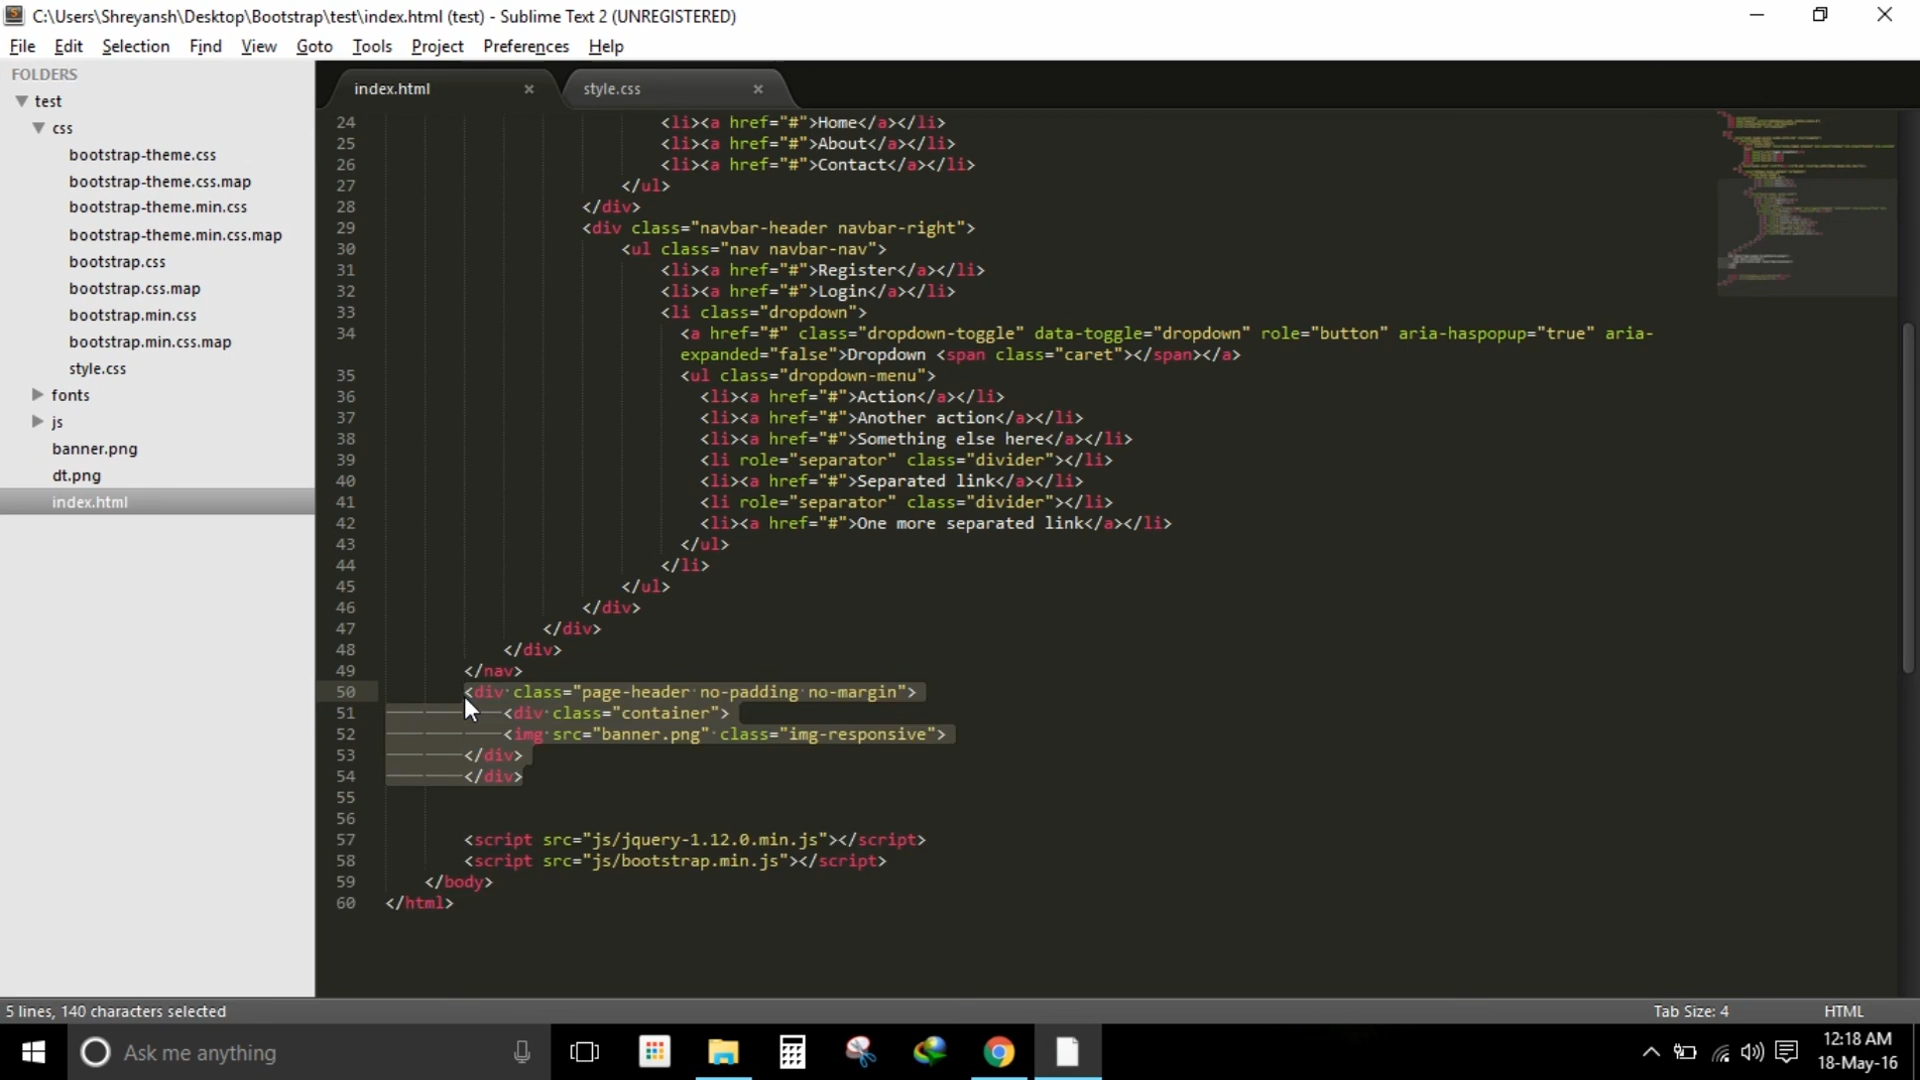 C:\Users\Shreyansh\Desktop\Bootstrap\test\index.html (test) - Sublime Text 2 (UNREGISTERED)
File Edit Selection Find View Goto Tools Project Preferences Help
FOLDERS
test
css
bootstrap-theme.css
bootstrap-theme.css.map
bootstrap-theme.min.css
bootstrap-theme.min.css.map
bootstrap.css
bootstrap.css.map
bootstrap.min.css
bootstrap.min.css.map
style.css
fonts
js
banner.png
dt.png
index.html
index.html × style.css ×
24 <li><a href="#">Home</a></li>
25 <li><a href="#">About</a></li>
26 <li><a href="#">Contact</a></li>
27 </ul>
28 </div>
29 <div class="navbar-header navbar-right">
30 <ul class="nav navbar-nav">
31 <li><a href="#">Register</a></li>
32 <li><a href="#">Login</a></li>
33 <li class="dropdown">
34 <a href="#" class="dropdown-toggle" data-toggle="dropdown" role="button" aria-haspopup="true" aria-
expanded="false">Dropdown <span class="caret"></span></a>
35 <ul class="dropdown-menu">
36 <li><a href="#">Action</a></li>
37 <li><a href="#">Another action</a></li>
38 <li><a href="#">Something else here</a></li>
39 <li role="separator" class="divider"></li>
40 <li><a href="#">Separated link</a></li>
41 <li role="separator" class="divider"></li>
42 <li><a href="#">One more separated link</a></li>
43 </ul>
44 </li>
45 </ul>
46 </div>
47 </div>
48 </div>
49 </nav>
50 <div class="page-header no-padding no-margin">
51 <div class="container">
52 <img src="banner.png" class="img-responsive">
53 </div>
54 </div>
55
56
57 <script src="js/jquery-1.12.0.min.js"></script>
58 <script src="js/bootstrap.min.js"></script>
59 </body>
60 </html>
5 lines, 140 characters selected Tab Size: 4 HTML
Ask me anything
12:18 AM
18-May-16